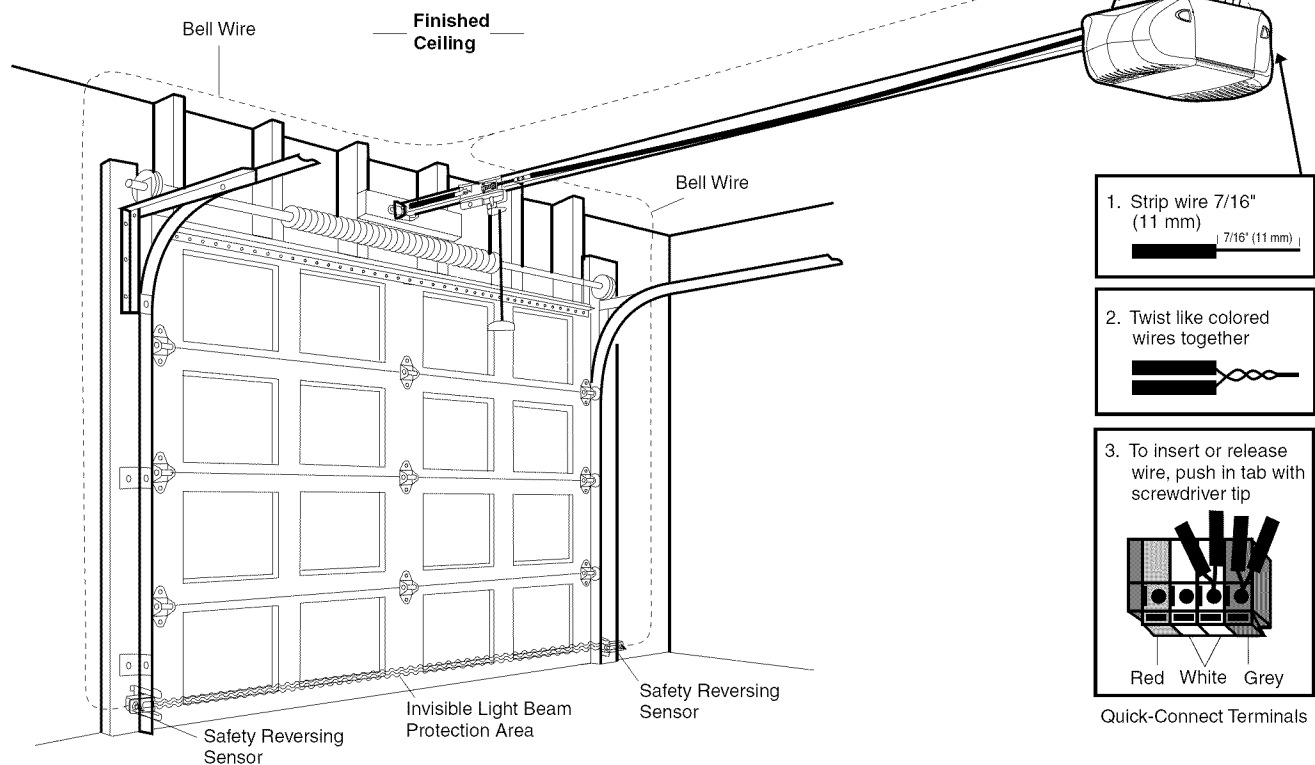 Bell Wire
Finished
Ceiling
Bell Wire
1. Strip wire 7/16"
(11 mm)
7/16" (11 mm)
2. Twist like colored
wires together
3. To insert or release
wire, push in tab with
screwdriver tip
Red White Grey
Quick-Connect Terminals
Safety Reversing
Sensor
Invisible Light Beam
Protection Area
Safety Reversing
Sensor